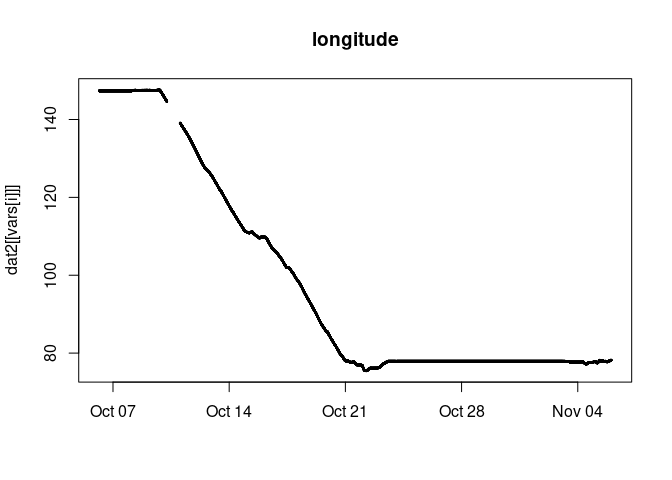 longitude
dat2[[vars[i]]]
140
120
100
80
Oct 07
Oct 14
Oct 21
Oct 28
Nov 04